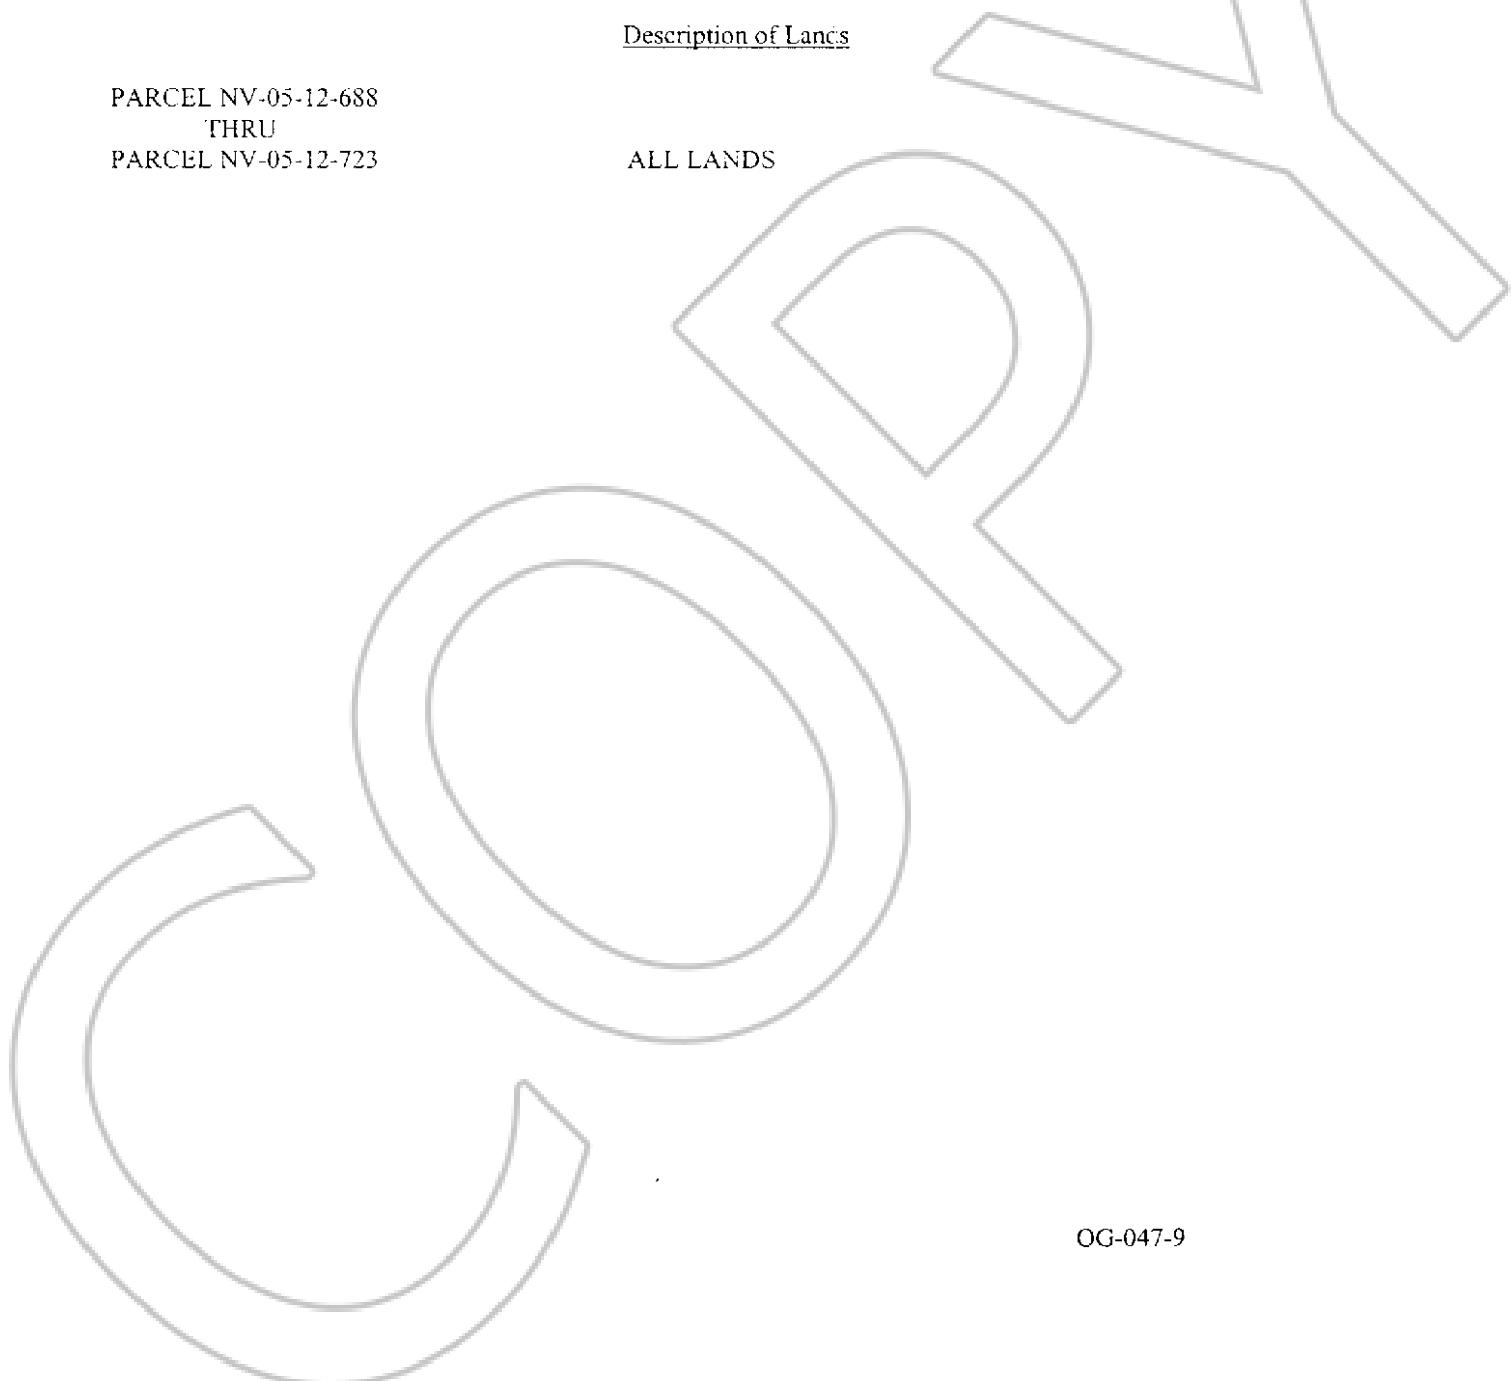 Description of Lands
PARCEL NV-05-12-688
THRU
PARCEL NV-05-12-723 ALL LANDS
COPY
OG-047-9